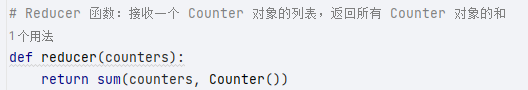 # Reducer 函数：接收一个 Counter 对象的列表，返回所有 Counter 对象的和
1个用法
def reducer(counters):
    return sum(counters, Counter())